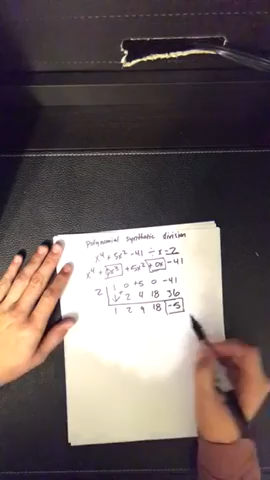 Polynomial synthetic division
x⁴ + 5x² - 41 ÷ x = 2
x⁴ + 0x³ + 5x² + 0x - 41
2 1 0 +5 0 -41
↓ 2 4 18 36
1 2 9 18 -5